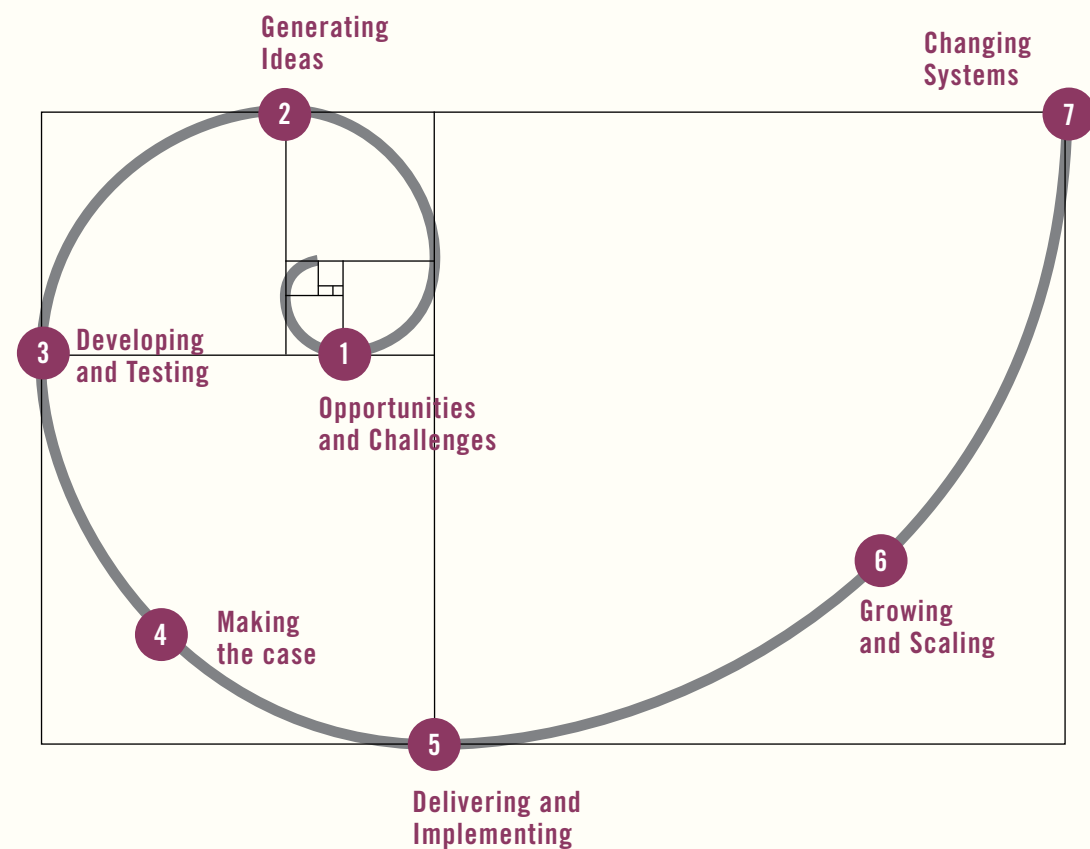 Generating
Ideas
Changing
Systems
2
7
3
Developing
and Testing
1
Opportunities
and Challenges
4
Making
the case
6
Growing
and Scaling
5
Delivering and
Implementing